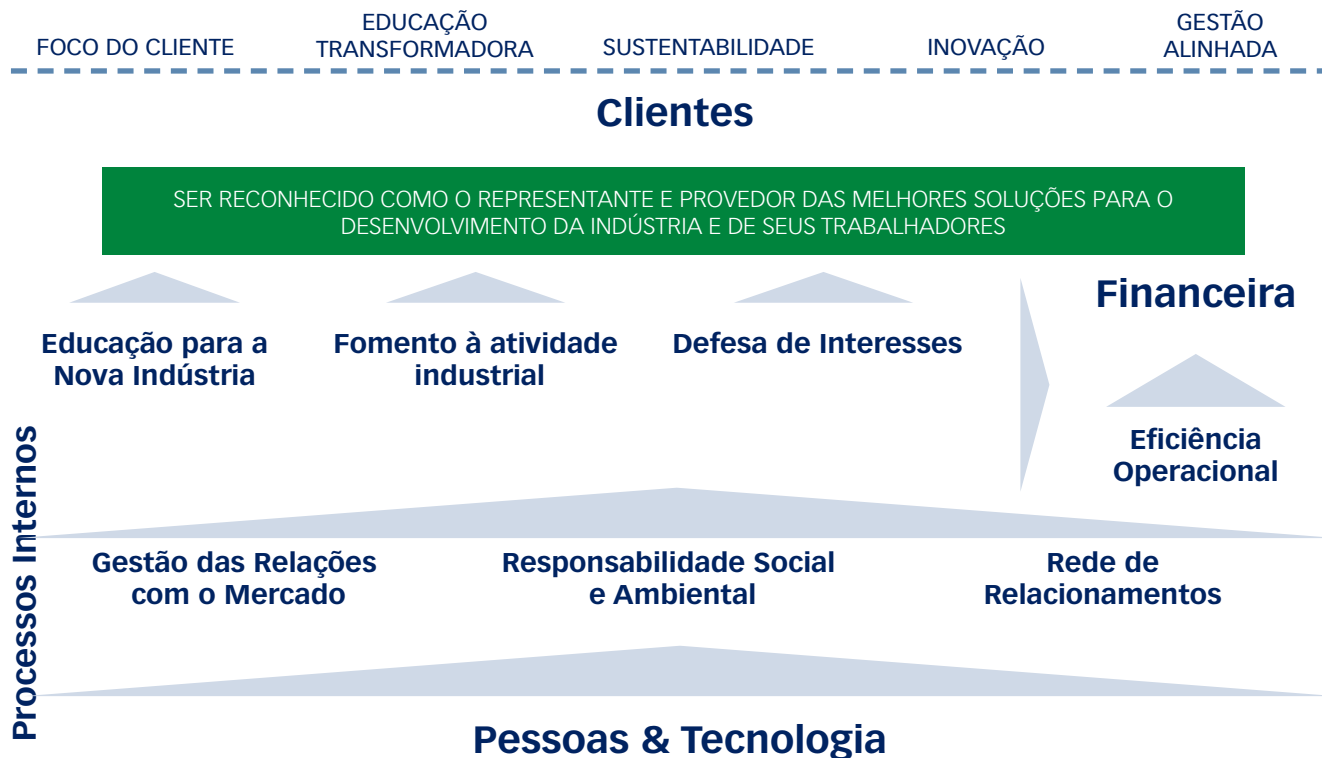 FOCO DO CLIENTE
EDUCAÇÃO
TRANSFORMADORA
SUSTENTABILIDADE
INOVAÇÃO
GESTÃO
ALINHADA
Clientes
SER RECONHECIDO COMO O REPRESENTANTE E PROVEDOR DAS MELHORES SOLUÇÕES PARA O
DESENVOLVIMENTO DA INDÚSTRIA E DE SEUS TRABALHADORES
Financeira
Educação para a
Nova Indústria
Fomento à atividade
industrial
Defesa de Interesses
Eficiência
Operacional
Processos Internos
Gestão das Relações
com o Mercado
Responsabilidade Social
e Ambiental
Rede de
Relacionamentos
Pessoas & Tecnologia